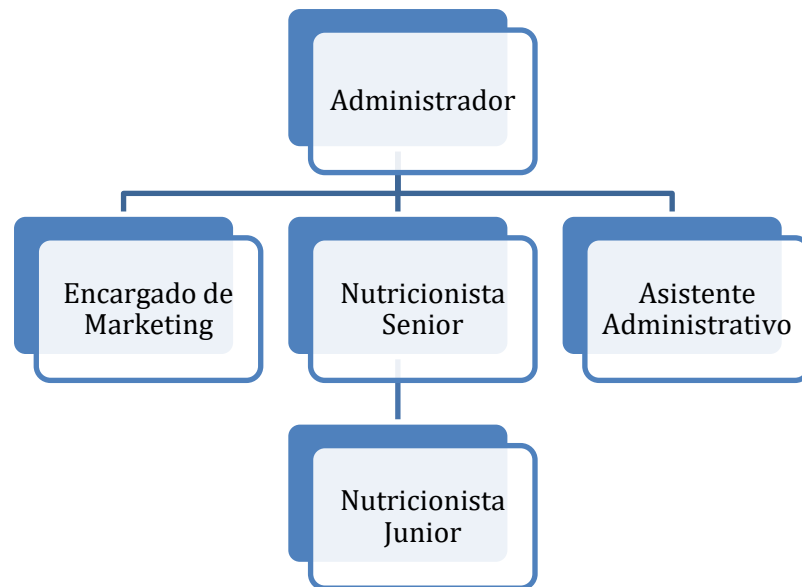 Administrador
Encargado de
Marketing
Nutricionista
Senior
Asistente
Administrativo
Nutricionista
Junior